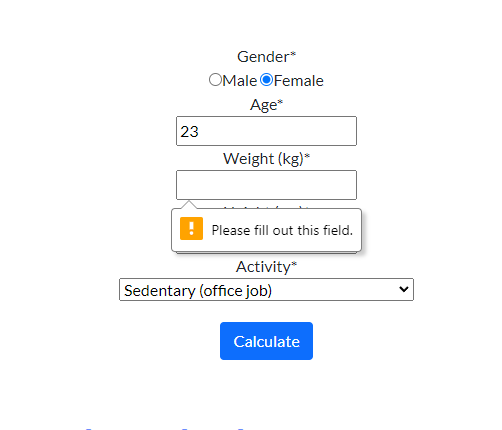 Gender*
Male Female
Age*
23
Weight (kg)*
Please fill out this field.
Activity*
Sedentary (office job)
Calculate